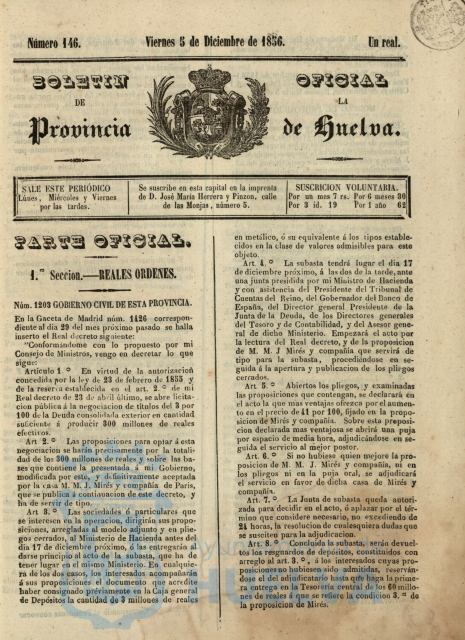 Número 146.
Viernes 5 de Diciembre de 1856.
Un real.
BOLETIN OFICIAL
DE LA
Provincia de Huelva.
SALE ESTE PERIÓDICO
Lúnes, Miércoles y Viernes
por las tardes.
Se suscribe en esta capital en la imprenta
de D. José María Herrera y Pinzon, calle
de las Monjas, número 5.
SUSCRICION VOLUNTARIA.
Por un mes 7 rs. Por 6 meses 30
Por 3 id. 19 Por 1 año 62
PARTE OFICIAL.
1.ª Seccion.—REALES ORDENES.
Núm. 1203 GOBIERNO CIVIL DE ESTA PROVINCIA.
En la Gaceta de Madrid núm. 1426 correspon-
diente al dia 29 del mes próximo pasado se halla
inserto el Real decreto siguiente:
"Conformándome con lo propuesto por mi
Consejo de Ministros, vengo en decretar lo que
sigue:
Artículo 1.º En virtud de la autorizacion
concedida por la ley de 23 de febrero de 1855 y
de la reserva establecida en el art. 2.º de mi
Real decreto de 23 de abril último, se abre licita-
cion pública á la negociacion de títulos del 3 por
100 de la Deuda consolidada exterior en cantidad
suficiente á producir 300 millones de reales
efectivos.
Art. 2.º Las proposiciones para optar á esta
negociacion se harán precisamente por la totali-
dad de los 300 millones de reales y sobre las ba-
ses que contiene la presentada á mi Gobierno,
modificada por este, y definitivamente aceptada
por la casa M. M. J. Mirés y compañía de Paris,
que se publica á continuacion de este decreto, y
ha de servir de tipo.
Art. 3.º Las sociedades ó particulares que
se interesen en la operacion, dirigirán sus propo-
siciones, arregladas al modelo adjunto y en plie-
gos cerrados, al Ministerio de Hacienda antes del
dia 17 de diciembre próximo, ó las entregarán al
darse principio al acto de la subasta, que ha de
tener lugar en el mismo Ministerio. En cualquie-
ra de los dos casos, los interesados acompañarán
á sus proposiciones el documento que acredite
haber consignado préviamente en la Caja general
de Depósitos la cantidad de 3 millones de reales
en metálico, ó su equivalente á los tipos estable-
cidos en la clase de valores admisibles para este
objeto.
Art. 4.º La subasta tendrá lugar el dia 17
de diciembre próximo, á las dos de la tarde, ante
una junta presidida por mi Ministro de Hacienda
y con asistencia del Presidente del Tribunal de
Cuentas del Reino, del Gobernador del Banco de
España, del Director general Presidente de la
Junta de la Deuda, de los Directores generales
del Tesoro y de Contabilidad, y del Asesor gene-
ral de dicho Ministerio. Empezará el acto por
la lectura del Real decreto, y de la proposicion
de M. M. J Mirés y compañía que servirá de
tipo para la subasta, procediéndose en se-
guida á la apertura y publicacion de los pliegos
cerrados.
Art. 5.º Abiertos los pliegos, y examinadas
las proposiciones que contengan, se declarará en
el acto la que mas ventajas ofrezca por el aumen-
to en el precio de 41 por 100, fijado en la propo-
sicion de Mirés y compañía. Sobre esta proposi-
cion declarada mas ventajosa se abrirá una puja
por espacio de media hora, adjudicándose en se-
guida el servicio al mejor postor.
Art. 6.º Si no hubiese quien mejore la pro-
posicion de M. M. J. Mirés y compañía, ni en
los pliegos ni en la puja oral, se adjudicará
el servicio en favor de dicha casa de Mirés y
compañía.
Art. 7.º La Junta de subasta queda autori-
zada para decidir en el acto, ó aplazar por el tér-
mino que considere necesario, no excediendo de
24 horas, la resolucion de cualesquiera dudas que
se susciten para la adjudicacion.
Art. 8.º Concluida la subasta, serán devuel-
tos los resguardos de depósitos, constituidos con
arreglo al art. 3.º, á los interesados cuyas pro-
posiciones no hubiesen sido admitidas, reserván-
dose el del adjudicatario hasta que haga la prime-
ra entrega en la Tesorería central de los 60 millo-
nes de reales á que se refiere la condicion 3.ª de
la proposicion de Mirés.